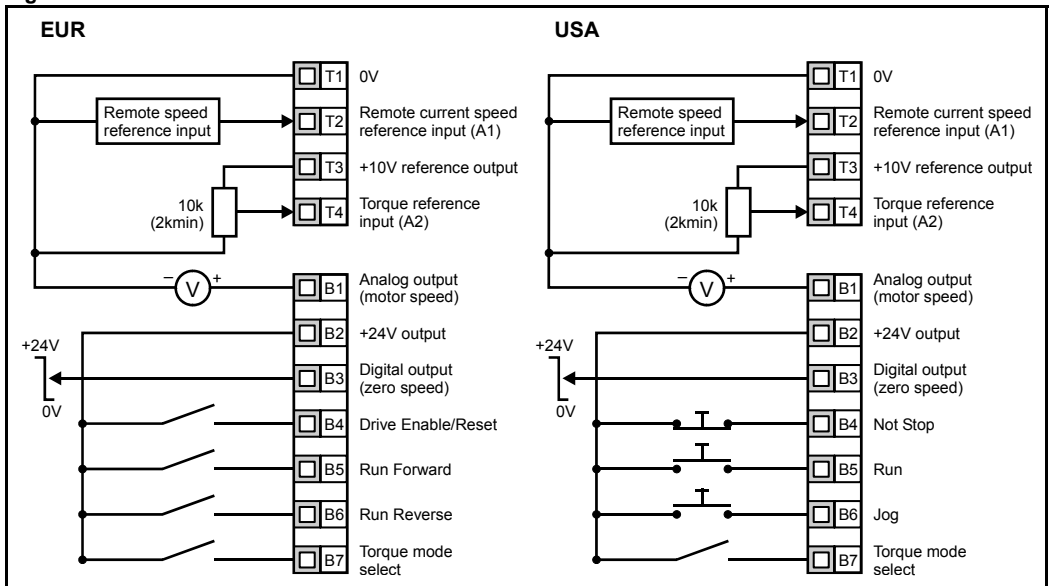 EUR
T1 0V
Remote speed
reference input
T2 Remote current speed
reference input (A1)
T3 +10V reference output
10k
(2kmin)
T4 Torque reference
input (A2)
− V +
B1 Analog output
(motor speed)
B2 +24V output
+24V
0V
B3 Digital output
(zero speed)
B4 Drive Enable/Reset
B5 Run Forward
B6 Run Reverse
B7 Torque mode
select
USA
T1 0V
Remote speed
reference input
T2 Remote current speed
reference input (A1)
T3 +10V reference output
10k
(2kmin)
T4 Torque reference
input (A2)
− V +
B1 Analog output
(motor speed)
B2 +24V output
+24V
0V
B3 Digital output
(zero speed)
B4 Not Stop
B5 Run
B6 Jog
B7 Torque mode
select